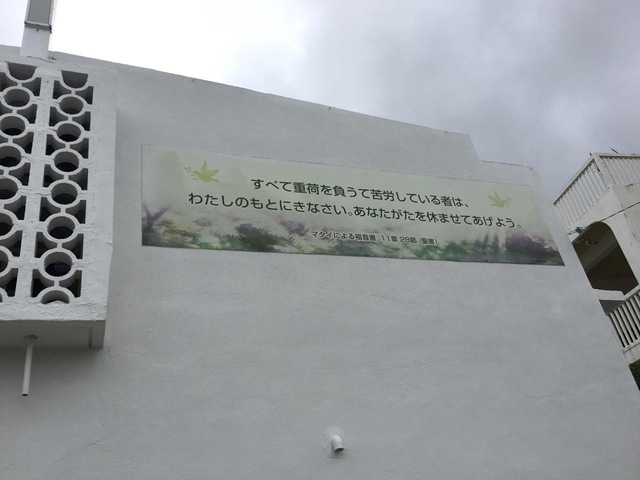 すべて重荷を負うて苦労している者は、
わたしのもとにきなさい。あなたがたを休ませてあげよう。
マタイによる福音書 11章 28節 (聖書)